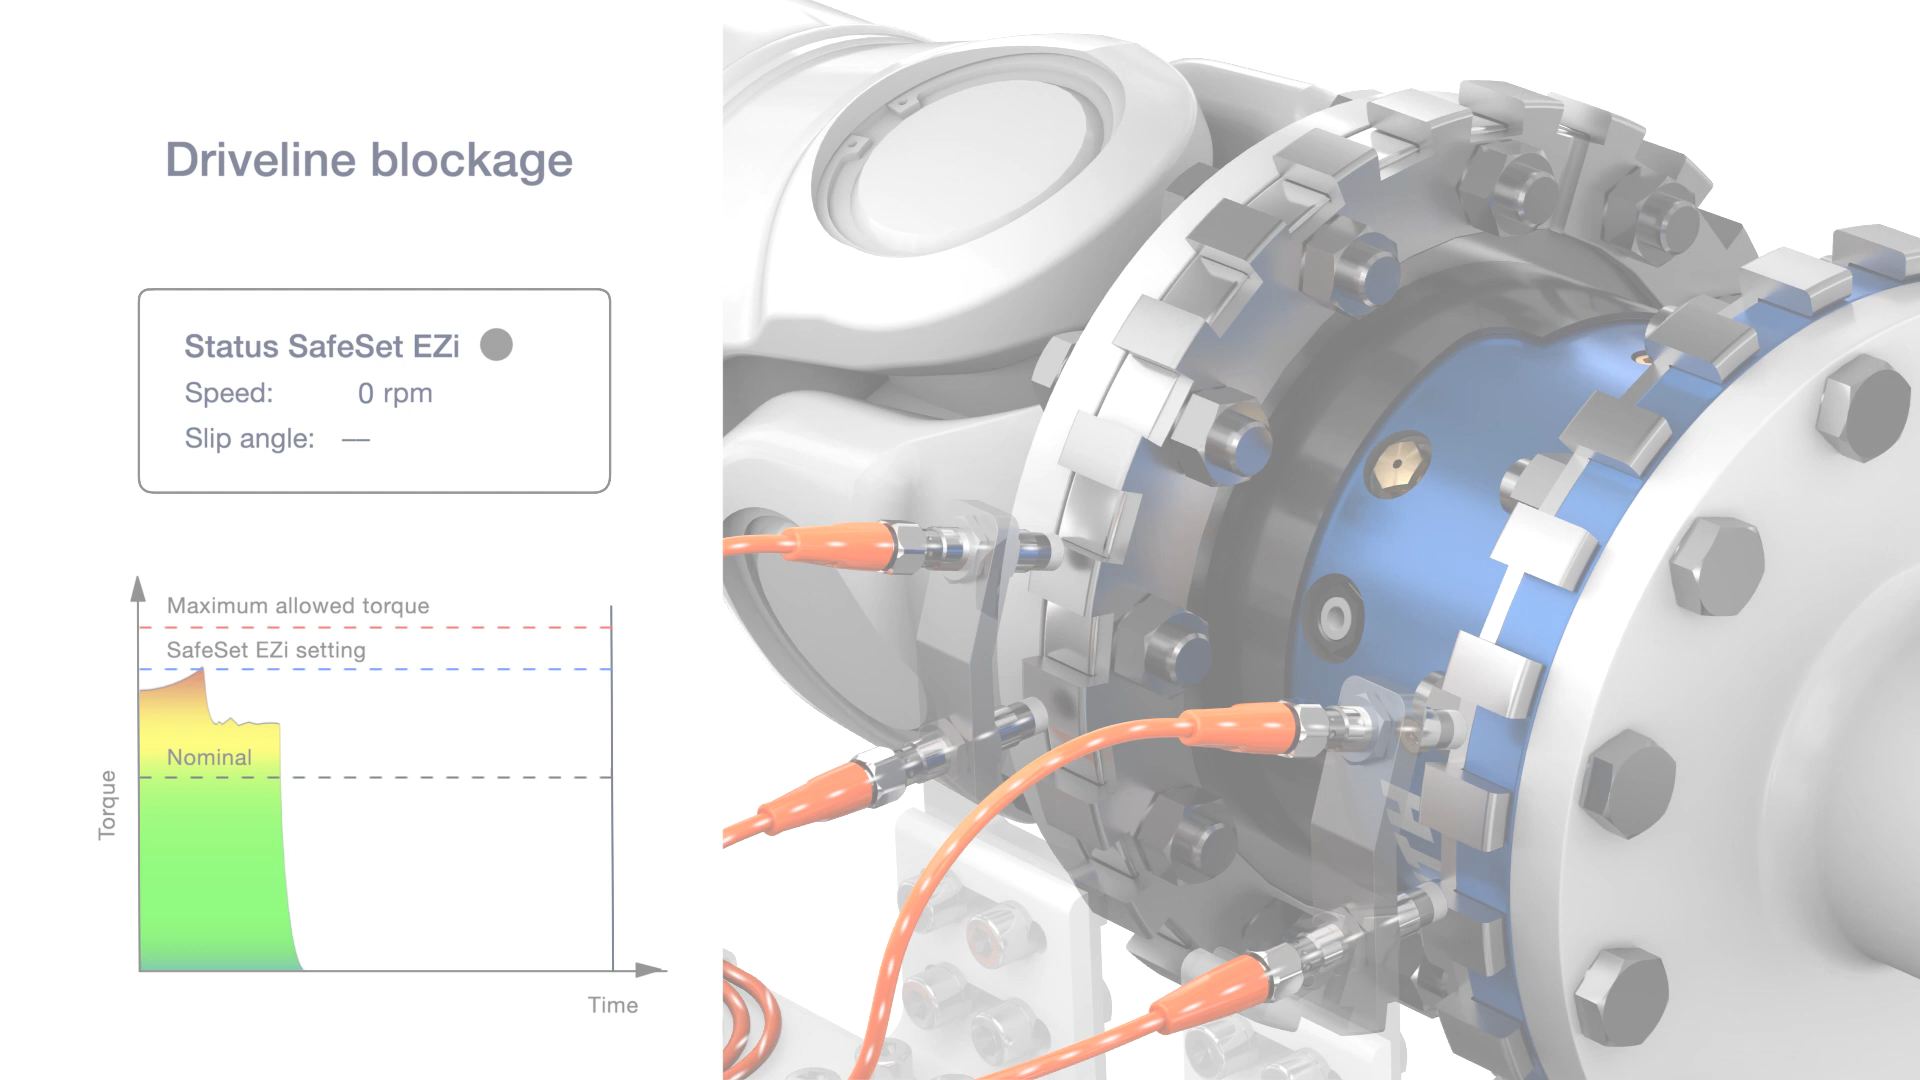 Driveline blockage
Status SafeSet EZi
Speed: 0 rpm
Slip angle: —
Maximum allowed torque
SafeSet EZi setting
Nominal
Torque
Time